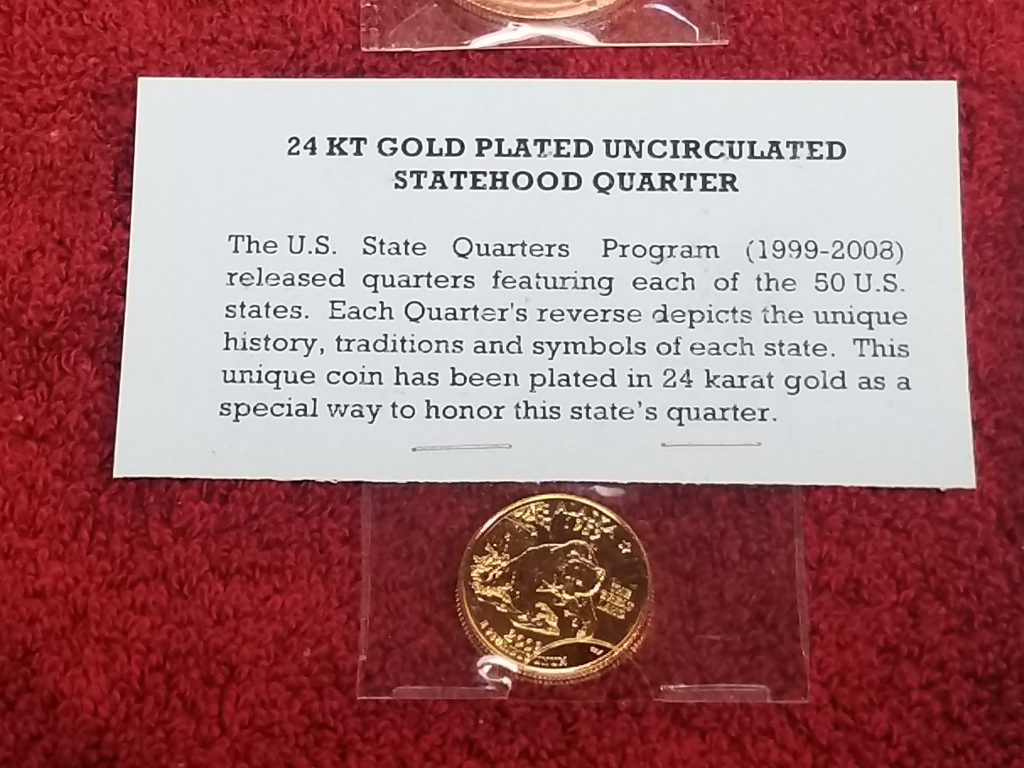 24 KT GOLD PLATED UNCIRCULATED
STATEHOOD QUARTER
The U.S. State Quarters Program (1999-2008)
released quarters featuring each of the 50 U.S.
states. Each Quarter's reverse depicts the unique
history, traditions and symbols of each state. This
unique coin has been plated in 24 karat gold as a
special way to honor this state's quarter.
ALASKA
2008